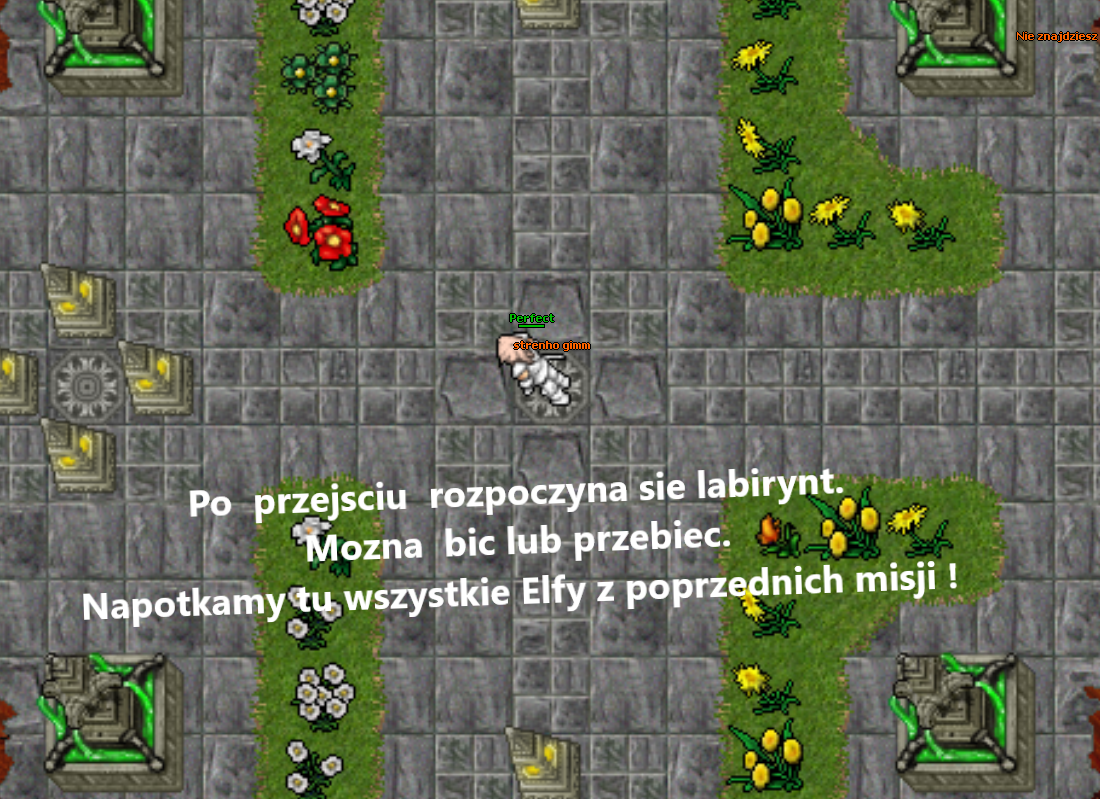 Nie znajdziesz
Perfect
strenho gimm
Po przejsciu rozpoczyna sie labirynt.
Mozna bic lub przebiec.
Napotkamy tu wszystkie Elfy z poprzednich misji !